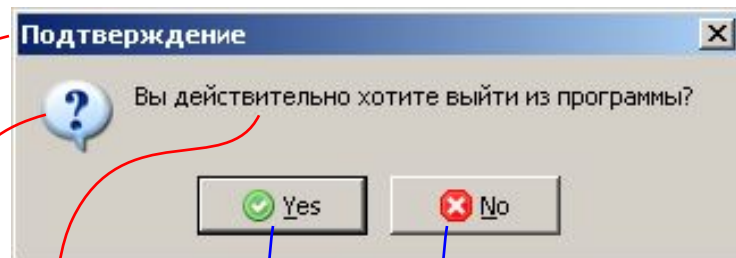 Подтверждение
Вы действительно хотите выйти из программы?
Yes
No